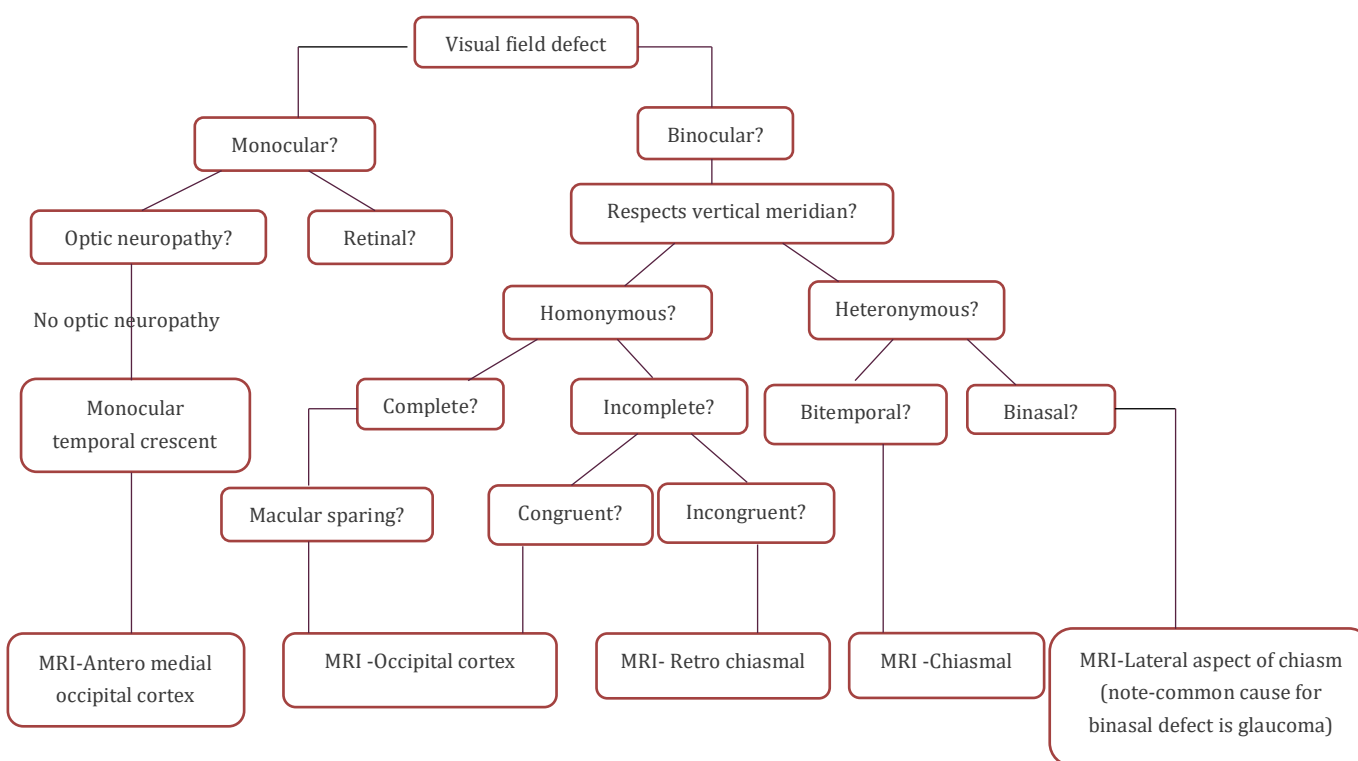 Visual field defect
Monocular?
Binocular?
Optic neuropathy?
Retinal?
Respects vertical meridian?
No optic neuropathy
Homonymous?
Heteronymous?
Monocular
temporal crescent
Complete?
Incomplete?
Bitemporal?
Binasal?
Macular sparing?
Congruent?
Incongruent?
MRI-Antero medial
occipital cortex
MRI -Occipital cortex
MRI- Retro chiasmal
MRI -Chiasmal
MRI-Lateral aspect of chiasm
(note-common cause for
binasal defect is glaucoma)